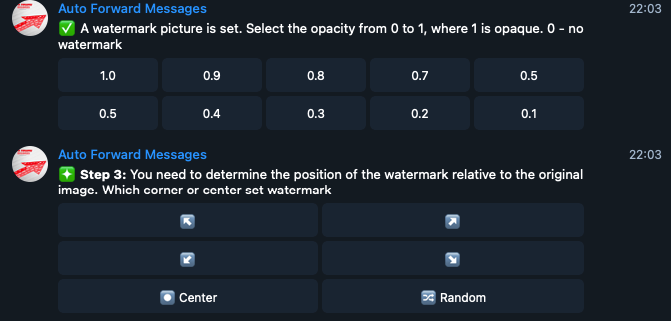 Auto Forward Messages 22:03
✅ A watermark picture is set. Select the opacity from 0 to 1, where 1 is opaque. 0 - no
watermark
1.0 0.9 0.8 0.7 0.5
0.5 0.4 0.3 0.2 0.1
Auto Forward Messages 22:03
Step 3: You need to determine the position of the watermark relative to the original
image. Which corner or center set watermark
↖ ↗
↙ ↘
Center Random